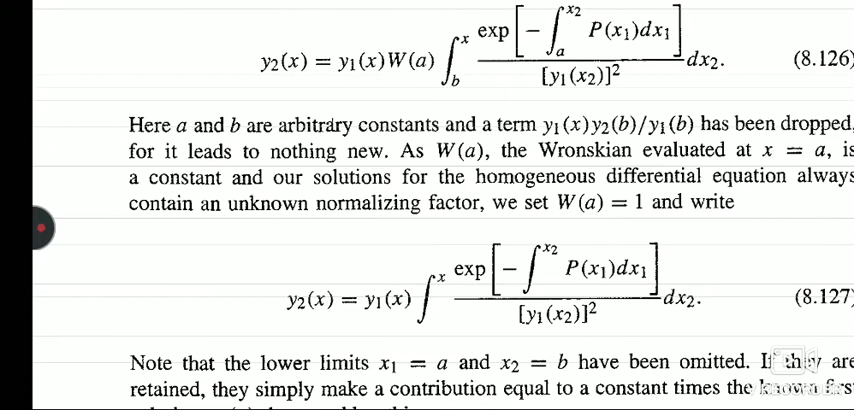 y₂(x) = y₁(x)W(a) ∫_b^x exp[−∫_a^{x₂} P(x₁)dx₁] / [y₁(x₂)]² dx₂. (8.126)
Here a and b are arbitrary constants and a term y₁(x)y₂(b)/y₁(b) has been dropped,
for it leads to nothing new. As W(a), the Wronskian evaluated at x = a, is
a constant and our solutions for the homogeneous differential equation always
contain an unknown normalizing factor, we set W(a) = 1 and write
y₂(x) = y₁(x) ∫^x exp[−∫^{x₂} P(x₁)dx₁] / [y₁(x₂)]² dx₂. (8.127)
Note that the lower limits x₁ = a and x₂ = b have been omitted. If they are
retained, they simply make a contribution equal to a constant times the known first